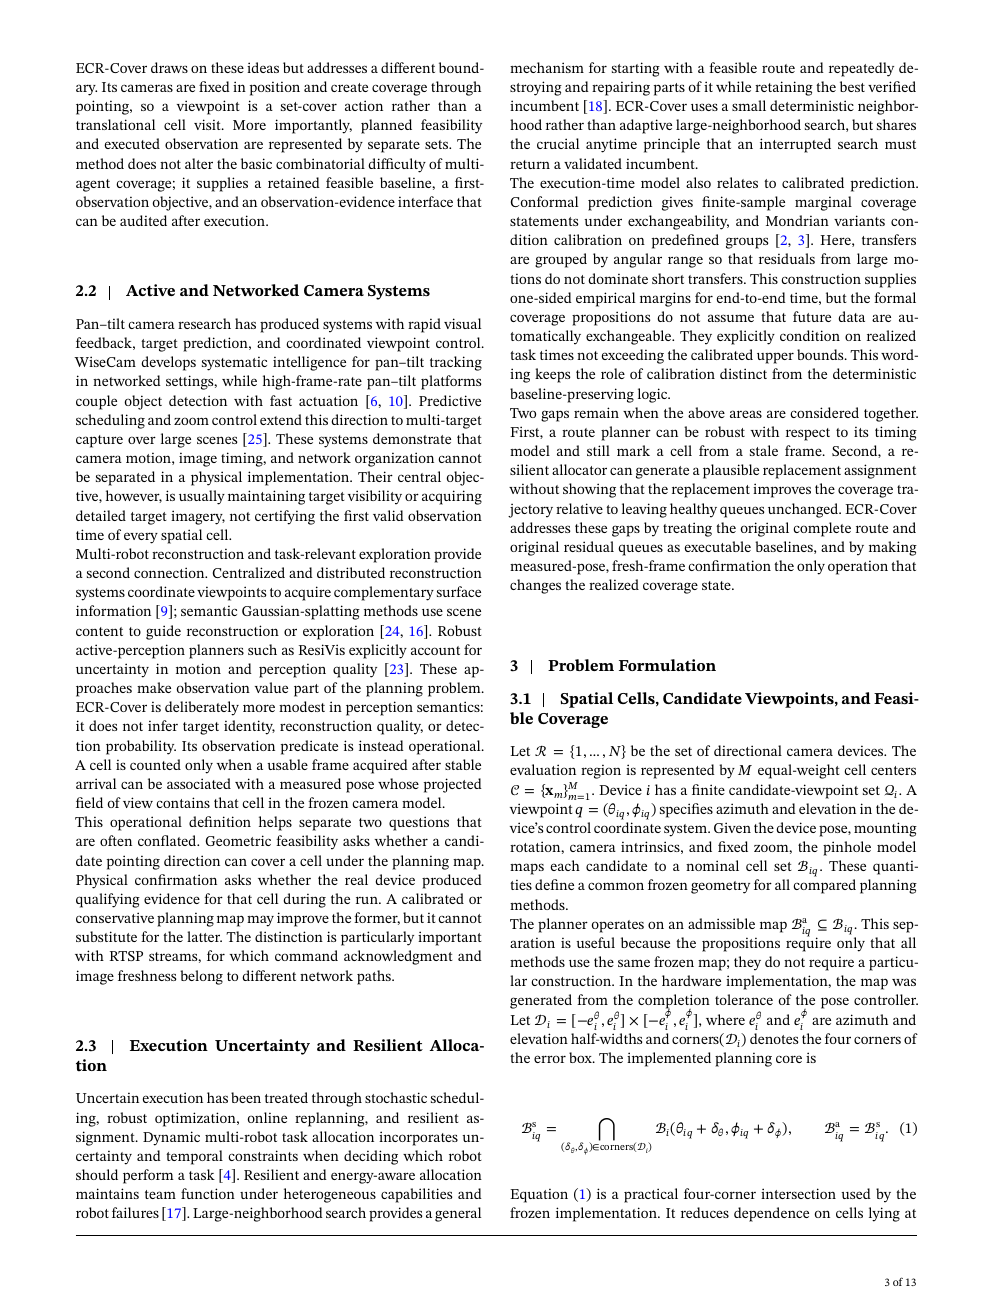 ECR-Cover draws on these ideas but addresses a different bound-
ary. Its cameras are fixed in position and create coverage through
pointing, so a viewpoint is a set-cover action rather than a
translational cell visit. More importantly, planned feasibility
and executed observation are represented by separate sets. The
method does not alter the basic combinatorial difficulty of multi-
agent coverage; it supplies a retained feasible baseline, a first-
observation objective, and an observation-evidence interface that
can be audited after execution.
2.2 | Active and Networked Camera Systems
Pan–tilt camera research has produced systems with rapid visual
feedback, target prediction, and coordinated viewpoint control.
WiseCam develops systematic intelligence for pan–tilt tracking
in networked settings, while high-frame-rate pan–tilt platforms
couple object detection with fast actuation [6, 10]. Predictive
scheduling and zoom control extend this direction to multi-target
capture over large scenes [25]. These systems demonstrate that
camera motion, image timing, and network organization cannot
be separated in a physical implementation. Their central objec-
tive, however, is usually maintaining target visibility or acquiring
detailed target imagery, not certifying the first valid observation
time of every spatial cell.
Multi-robot reconstruction and task-relevant exploration provide
a second connection. Centralized and distributed reconstruction
systems coordinate viewpoints to acquire complementary surface
information [9]; semantic Gaussian-splatting methods use scene
content to guide reconstruction or exploration [24, 16]. Robust
active-perception planners such as ResiVis explicitly account for
uncertainty in motion and perception quality [23]. These ap-
proaches make observation value part of the planning problem.
ECR-Cover is deliberately more modest in perception semantics:
it does not infer target identity, reconstruction quality, or detec-
tion probability. Its observation predicate is instead operational.
A cell is counted only when a usable frame acquired after stable
arrival can be associated with a measured pose whose projected
field of view contains that cell in the frozen camera model.
This operational definition helps separate two questions that
are often conflated. Geometric feasibility asks whether a candi-
date pointing direction can cover a cell under the planning map.
Physical confirmation asks whether the real device produced
qualifying evidence for that cell during the run. A calibrated or
conservative planning map may improve the former, but it cannot
substitute for the latter. The distinction is particularly important
with RTSP streams, for which command acknowledgment and
image freshness belong to different network paths.
2.3 | Execution Uncertainty and Resilient Alloca-
tion
Uncertain execution has been treated through stochastic schedul-
ing, robust optimization, online replanning, and resilient as-
signment. Dynamic multi-robot task allocation incorporates un-
certainty and temporal constraints when deciding which robot
should perform a task [4]. Resilient and energy-aware allocation
maintains team function under heterogeneous capabilities and
robot failures [17]. Large-neighborhood search provides a general
mechanism for starting with a feasible route and repeatedly de-
stroying and repairing parts of it while retaining the best verified
incumbent [18]. ECR-Cover uses a small deterministic neighbor-
hood rather than adaptive large-neighborhood search, but shares
the crucial anytime principle that an interrupted search must
return a validated incumbent.
The execution-time model also relates to calibrated prediction.
Conformal prediction gives finite-sample marginal coverage
statements under exchangeability, and Mondrian variants con-
dition calibration on predefined groups [2, 3]. Here, transfers
are grouped by angular range so that residuals from large mo-
tions do not dominate short transfers. This construction supplies
one-sided empirical margins for end-to-end time, but the formal
coverage propositions do not assume that future data are au-
tomatically exchangeable. They explicitly condition on realized
task times not exceeding the calibrated upper bounds. This word-
ing keeps the role of calibration distinct from the deterministic
baseline-preserving logic.
Two gaps remain when the above areas are considered together.
First, a route planner can be robust with respect to its timing
model and still mark a cell from a stale frame. Second, a re-
silient allocator can generate a plausible replacement assignment
without showing that the replacement improves the coverage tra-
jectory relative to leaving healthy queues unchanged. ECR-Cover
addresses these gaps by treating the original complete route and
original residual queues as executable baselines, and by making
measured-pose, fresh-frame confirmation the only operation that
changes the realized coverage state.
3 | Problem Formulation
3.1 | Spatial Cells, Candidate Viewpoints, and Feasi-
ble Coverage
Let ℛ = {1, … , N} be the set of directional camera devices. The
evaluation region is represented by M equal-weight cell centers
𝒞 = {𝐱_m}_{m=1}^M. Device i has a finite candidate-viewpoint set 𝒬_i. A
viewpoint q = (θ_{iq}, ϕ_{iq}) specifies azimuth and elevation in the de-
vice’s control coordinate system. Given the device pose, mounting
rotation, camera intrinsics, and fixed zoom, the pinhole model
maps each candidate to a nominal cell set ℬ_{iq}. These quanti-
ties define a common frozen geometry for all compared planning
methods.
The planner operates on an admissible map ℬ_{iq}^a ⊆ ℬ_{iq}. This sep-
aration is useful because the propositions require only that all
methods use the same frozen map; they do not require a particu-
lar construction. In the hardware implementation, the map was
generated from the completion tolerance of the pose controller.
Let 𝒟_i = [−e_i^θ, e_i^θ] × [−e_i^ϕ, e_i^ϕ], where e_i^θ and e_i^ϕ are azimuth and
elevation half-widths and corners(𝒟_i) denotes the four corners of
the error box. The implemented planning core is
ℬ_{iq}^s = ⋂_{(δ_θ,δ_ϕ)∈corners(𝒟_i)} ℬ_i(θ_{iq} + δ_θ, ϕ_{iq} + δ_ϕ), ℬ_{iq}^a = ℬ_{iq}^s. (1)
Equation (1) is a practical four-corner intersection used by the
frozen implementation. It reduces dependence on cells lying at
3 of 13